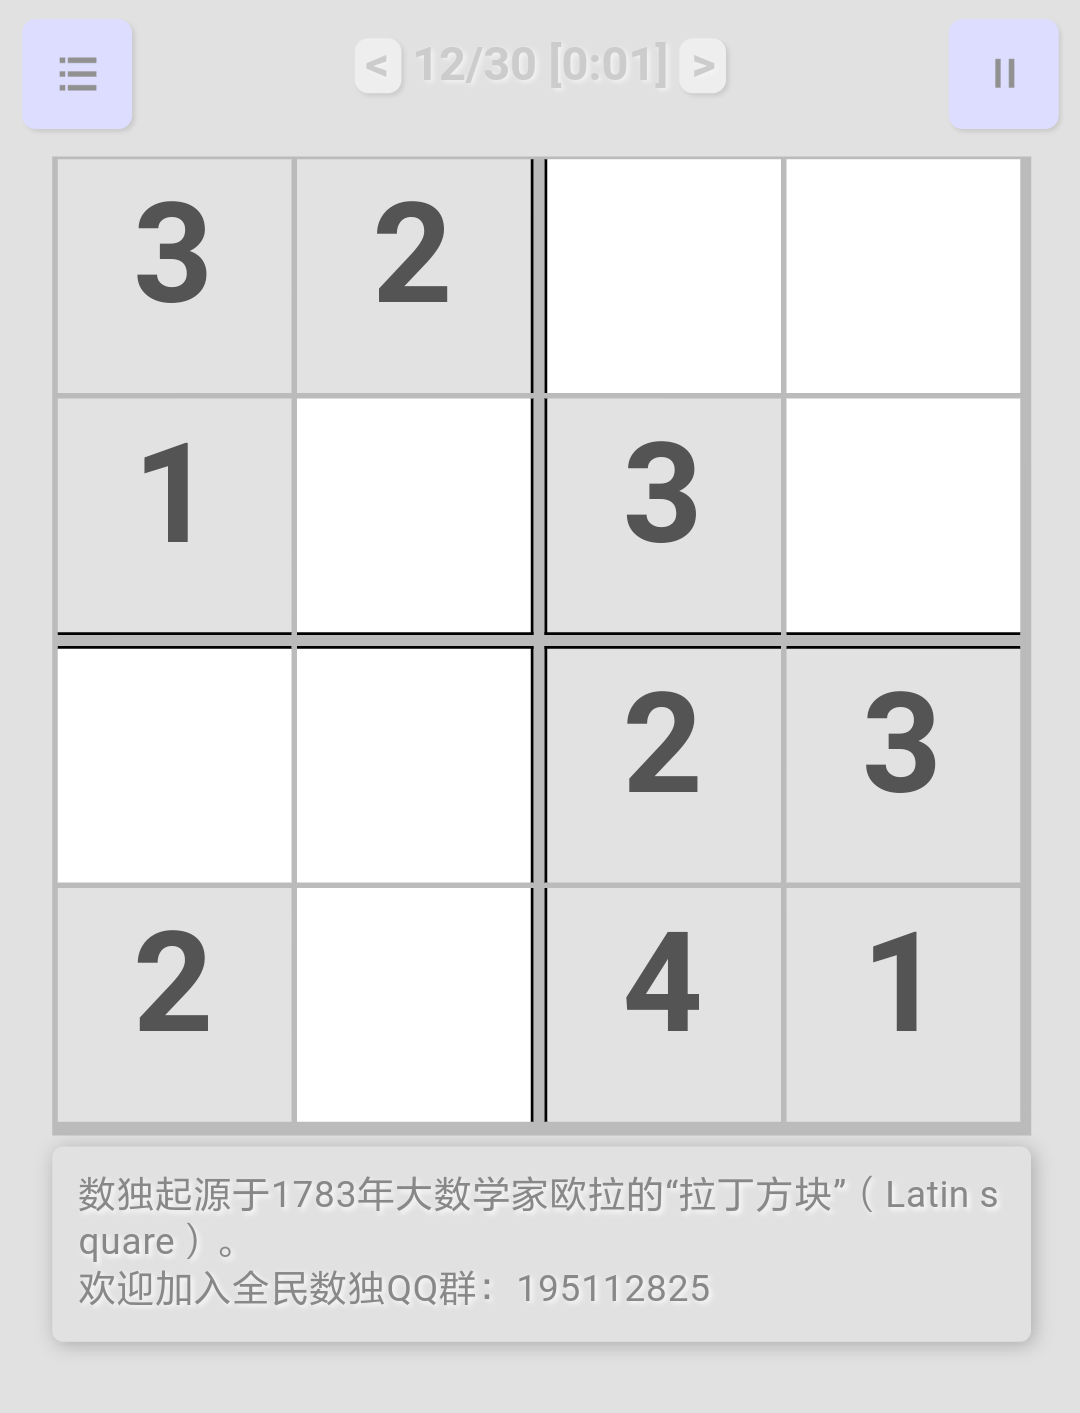 < 12/30 [0:01] >
3 2
1 3
2 3
2 4 1
数独起源于1783年大数学家欧拉的“拉丁方块”（Latin s
quare）。
欢迎加入全民数独QQ群：195112825